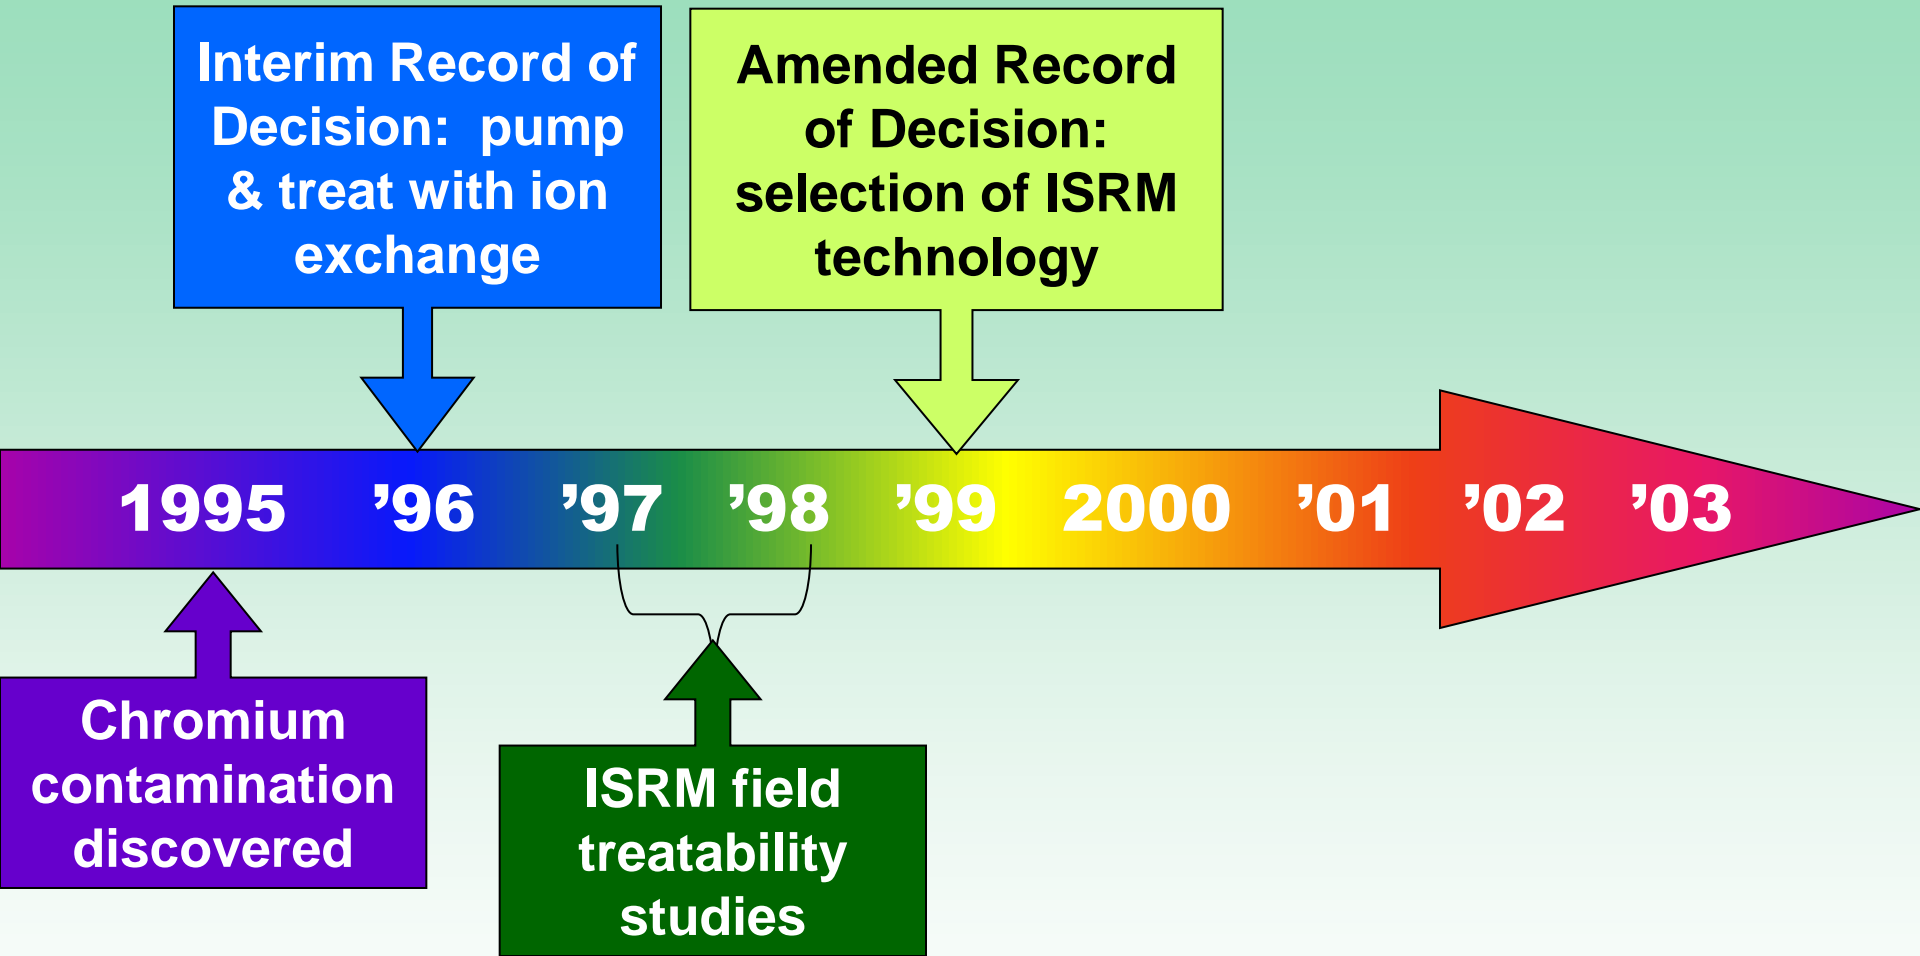 Interim Record of
Decision:  pump
& treat with ion
exchange
Amended Record
of Decision:
selection of ISRM
technology
1995 ’96 ’97 ’98 ’99 2000 ’01 ’02 ’03
Chromium
contamination
discovered
ISRM field
treatability
studies